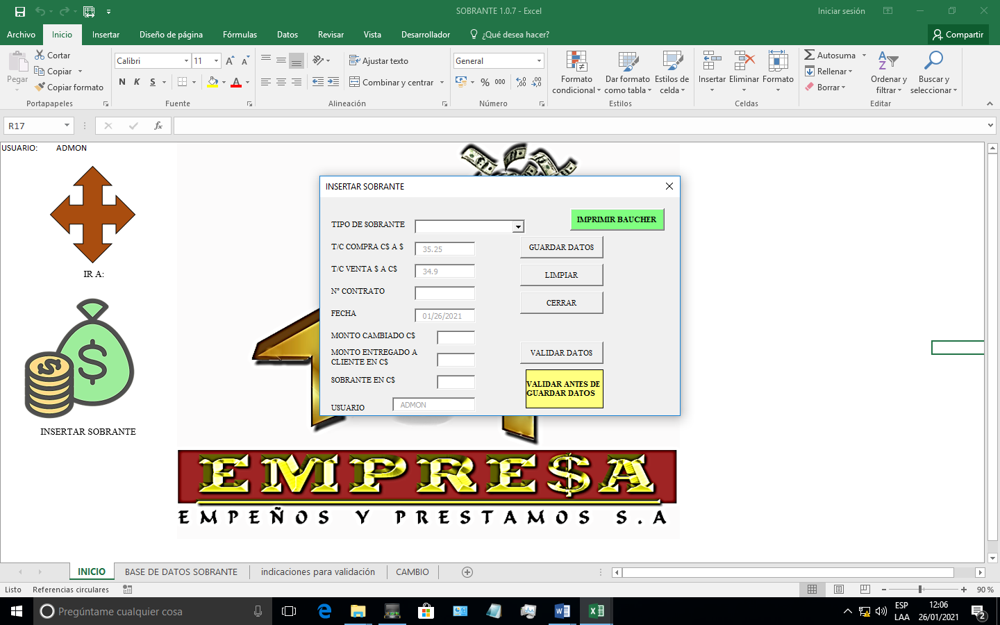 SOBRANTE 1.0.7 - Excel
Iniciar sesión
Archivo Inicio Insertar Diseño de página Fórmulas Datos Revisar Vista Desarrollador ¿Qué desea hacer? Compartir
Pegar
Cortar
Copiar
Copiar formato
Portapapeles
Calibri 11
N K S
Fuente
Ajustar texto
Combinar y centrar
Alineación
General
% 000
Número
Formato condicional
Dar formato como tabla
Estilos de celda
Estilos
Insertar
Eliminar
Formato
Celdas
Autosuma
Rellenar
Borrar
Ordenar y filtrar
Buscar y seleccionar
Editar
R17
fx
USUARIO: ADMON
IR A:
INSERTAR SOBRANTE
INSERTAR SOBRANTE
TIPO DE SOBRANTE
IMPRIMIR BAUCHER
T/C COMPRA C$ A $ 35.25
GUARDAR DATOS
T/C VENTA $ A C$ 34.9
LIMPIAR
N° CONTRATO
CERRAR
FECHA 01/26/2021
MONTO CAMBIADO C$
MONTO ENTREGADO A
CLIENTE EN C$
VALIDAR DATOS
SOBRANTE EN C$
VALIDAR ANTES DE
GUARDAR DATOS
USUARIO ADMON
EMPRE$A
EMPEÑOS Y PRESTAMOS S.A
INICIO BASE DE DATOS SOBRANTE indicaciones para validación CAMBIO
Listo Referencias circulares
90 %
Pregúntame cualquier cosa
ESP
LAA
12:06
26/01/2021
2